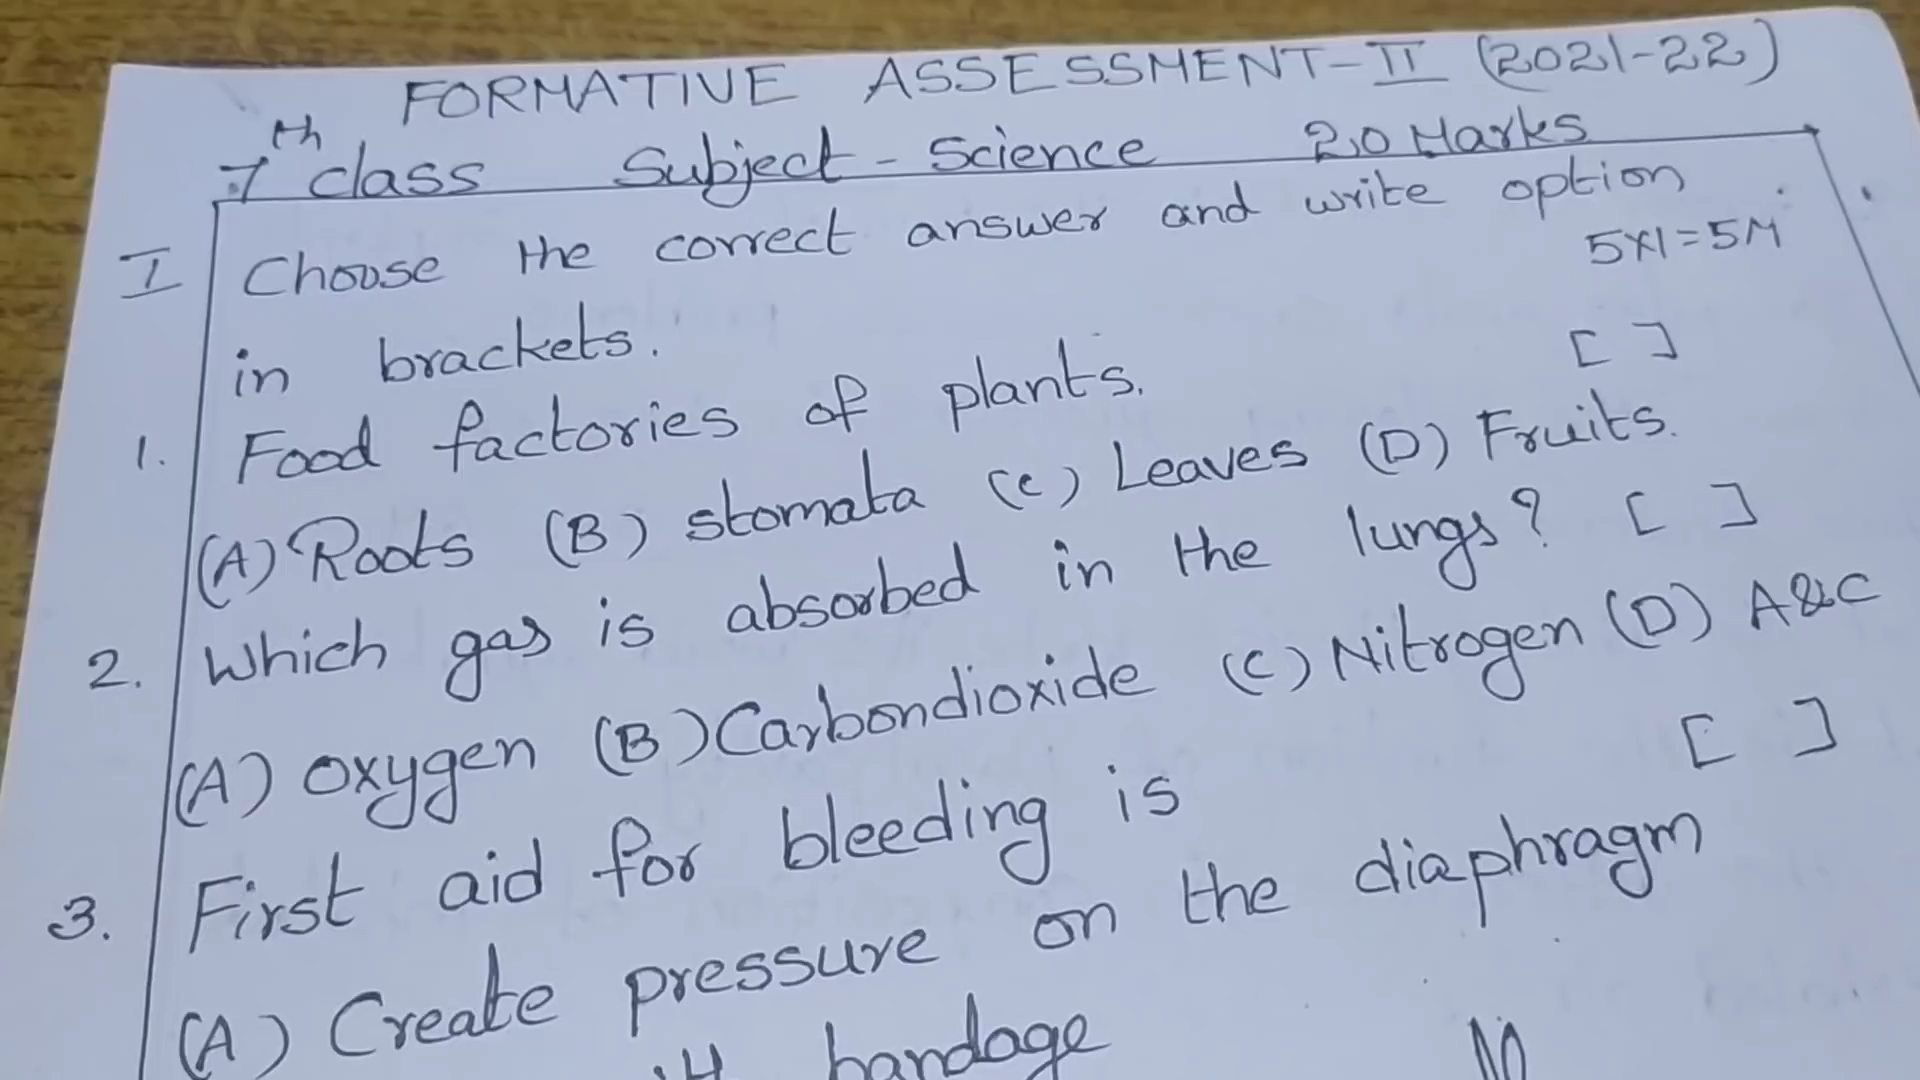 FORMATIVE ASSESSMENT-II (2021-22)
7th class Subject - Science 20 Marks
I Choose the correct answer and write option
5X1=5M
in brackets.
1. Food factories of plants. [ ]
(A) Roots (B) stomata (c) Leaves (D) Fruits.
2. Which gas is absorbed in the lungs? [ ]
(A) oxygen (B) Carbondioxide (C) Nitrogen (D) A&C
3. First aid for bleeding is [ ]
(A) Create pressure on the diaphragm
bandage